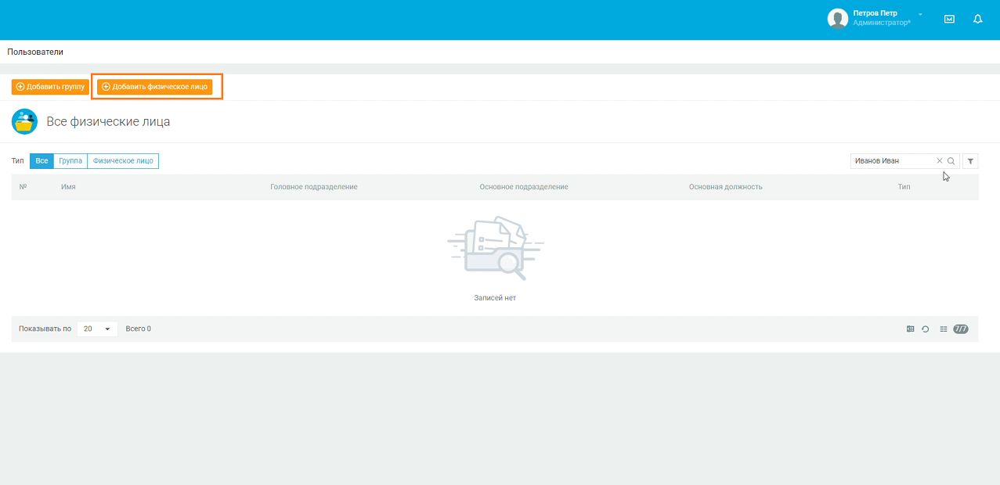 Петров Петр
Администратор*
Пользователи
Добавить группу
Добавить физическое лицо
Все физические лица
Тип Все Группа Физическое лицо Иванов Иван
№ Имя Головное подразделение Основное подразделение Основная должность Тип
Записей нет
Показывать по 20 Всего 0 7/7